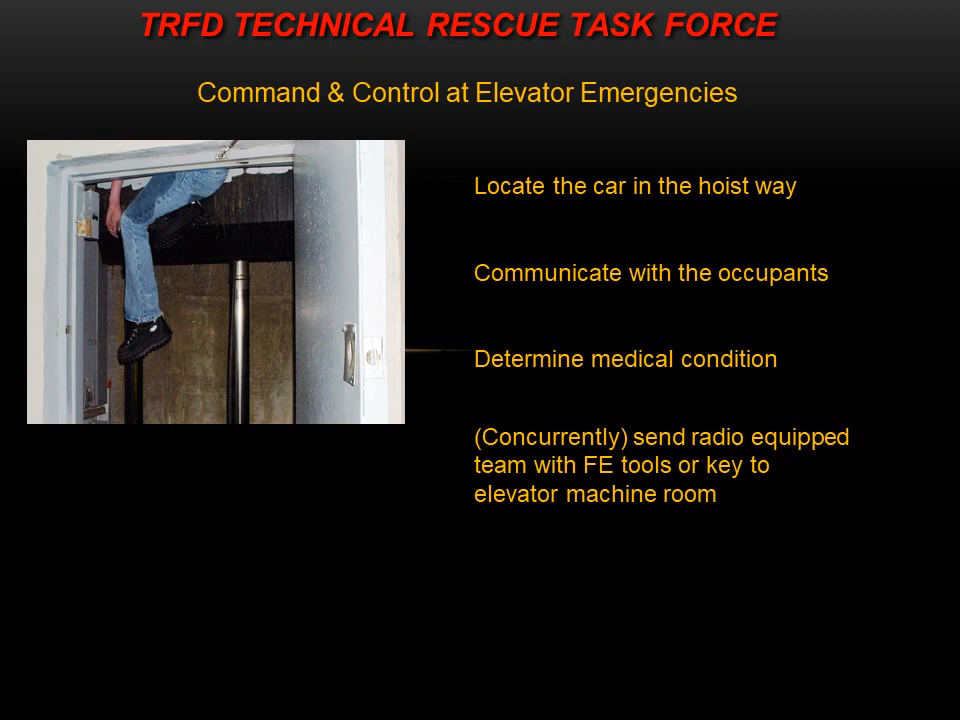 TRFD TECHNICAL RESCUE TASK FORCE
Command & Control at Elevator Emergencies
Locate the car in the hoist way
Communicate with the occupants
Determine medical condition
(Concurrently) send radio equipped
team with FE tools or key to
elevator machine room